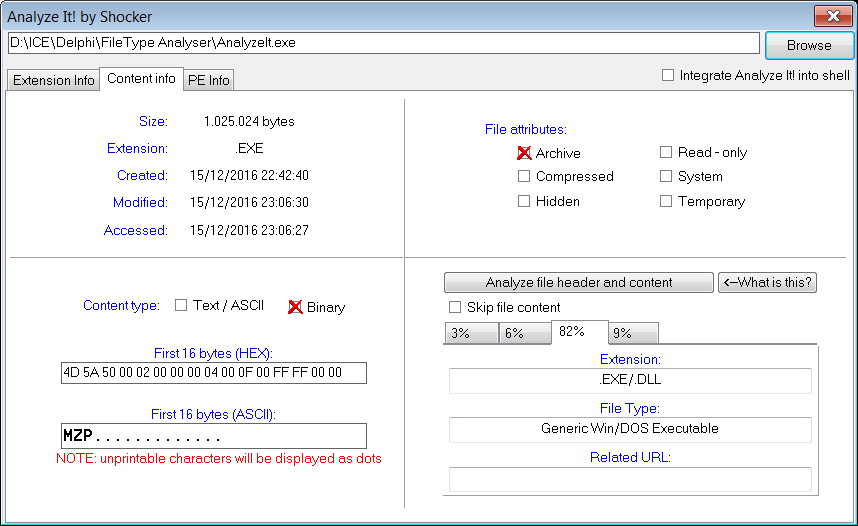 Analyze It! by Shocker
D:\ICE\Delphi\FileType Analyser\AnalyzeIt.exe
Browse
Extension Info
Content info
PE Info
Integrate Analyze It! into shell
Size: 1.025.024 bytes
Extension: .EXE
Created: 15/12/2016 22:42:40
Modified: 15/12/2016 23:06:30
Accessed: 15/12/2016 23:06:27
File attributes:
Archive
Read - only
Compressed
System
Hidden
Temporary
Content type: Text / ASCII Binary
First 16 bytes (HEX):
4D 5A 50 00 02 00 00 00 04 00 0F 00 FF FF 00 00
First 16 bytes (ASCII):
MZP.............
NOTE: unprintable characters will be displayed as dots
Analyze file header and content
<--What is this?
Skip file content
3%
6%
82%
9%
Extension:
.EXE/.DLL
File Type:
Generic Win/DOS Executable
Related URL: